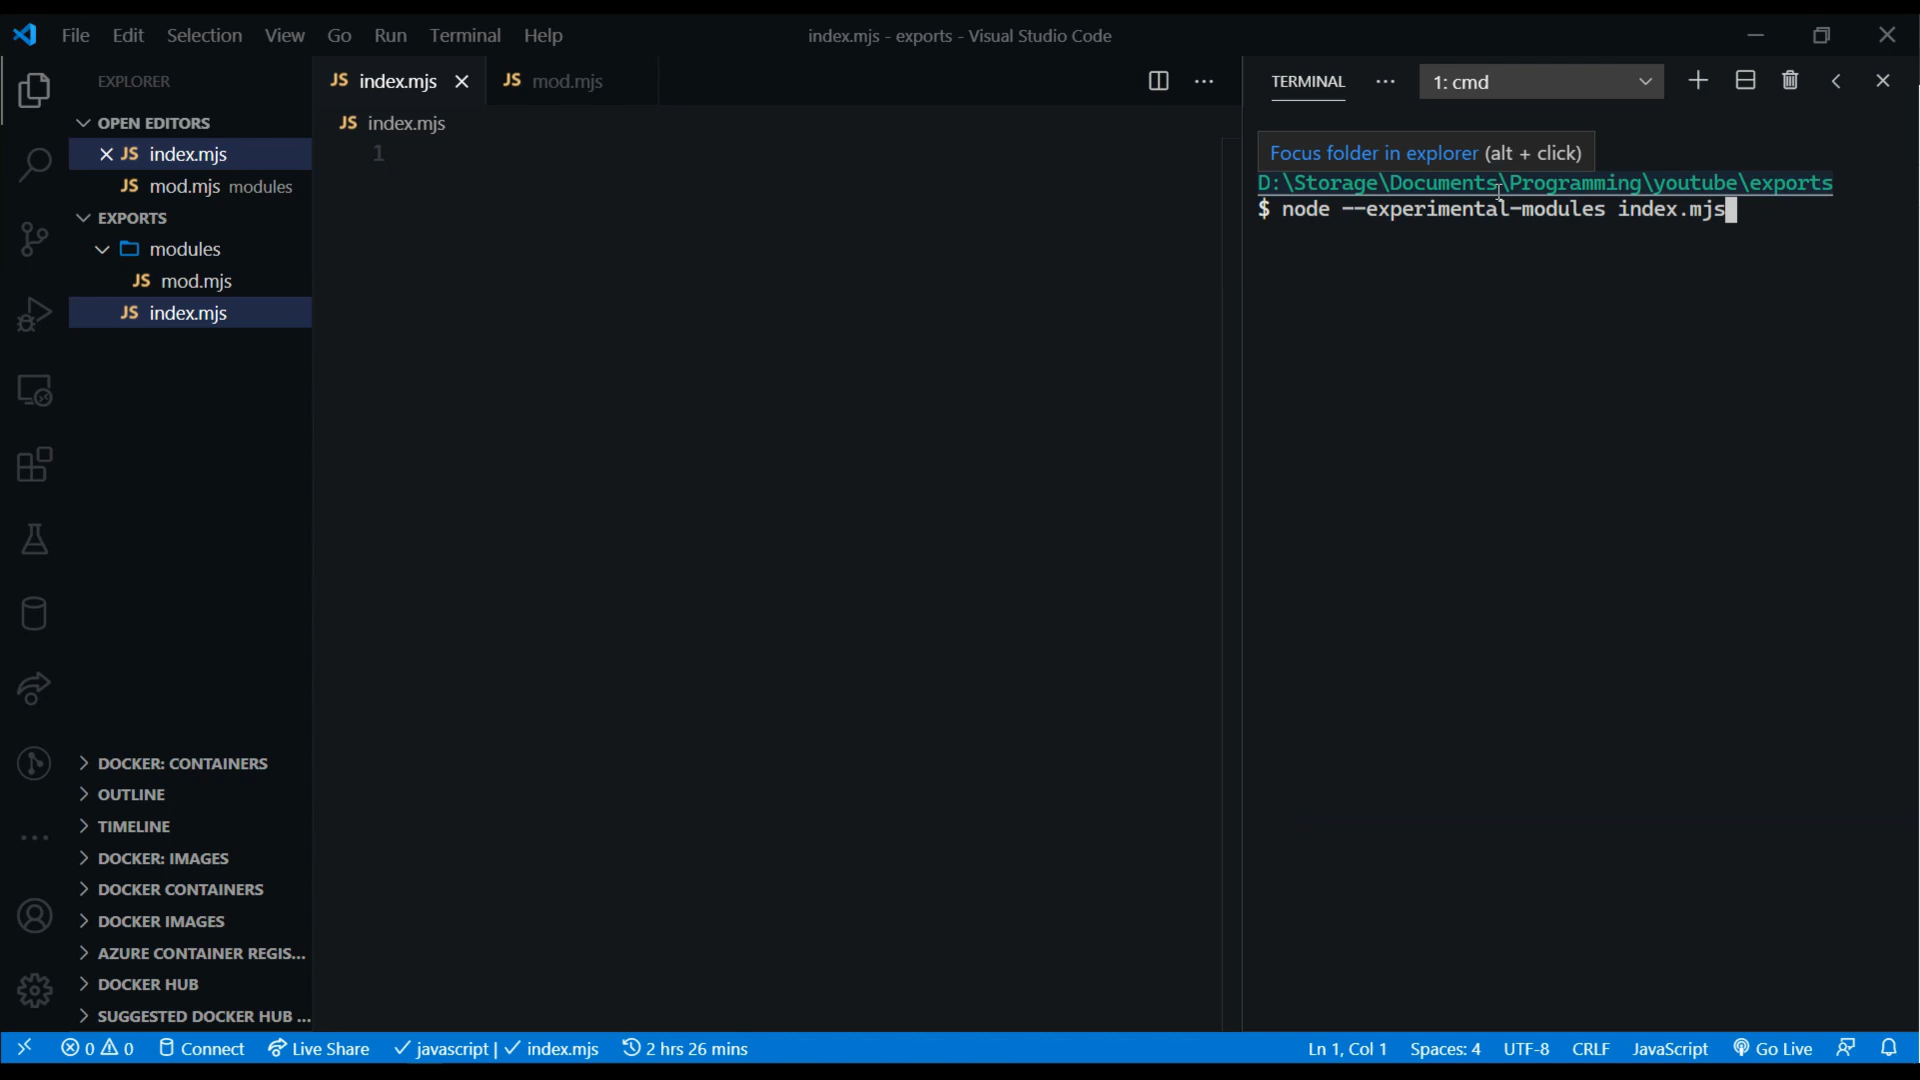 File Edit Selection View Go Run Terminal Help
index.mjs - exports - Visual Studio Code
EXPLORER
OPEN EDITORS
JS index.mjs
JS mod.mjs modules
EXPORTS
modules
JS mod.mjs
JS index.mjs
DOCKER: CONTAINERS
OUTLINE
TIMELINE
DOCKER: IMAGES
DOCKER CONTAINERS
DOCKER IMAGES
AZURE CONTAINER REGIS...
DOCKER HUB
SUGGESTED DOCKER HUB ...
JS index.mjs
JS mod.mjs
JS index.mjs
1
TERMINAL
1: cmd
Focus folder in explorer (alt + click)
D:\Storage\Documents\Programming\youtube\exports
$ node --experimental-modules index.mjs
0 0 Connect Live Share javascript | index.mjs 2 hrs 26 mins
Ln 1, Col 1 Spaces: 4 UTF-8 CRLF JavaScript Go Live